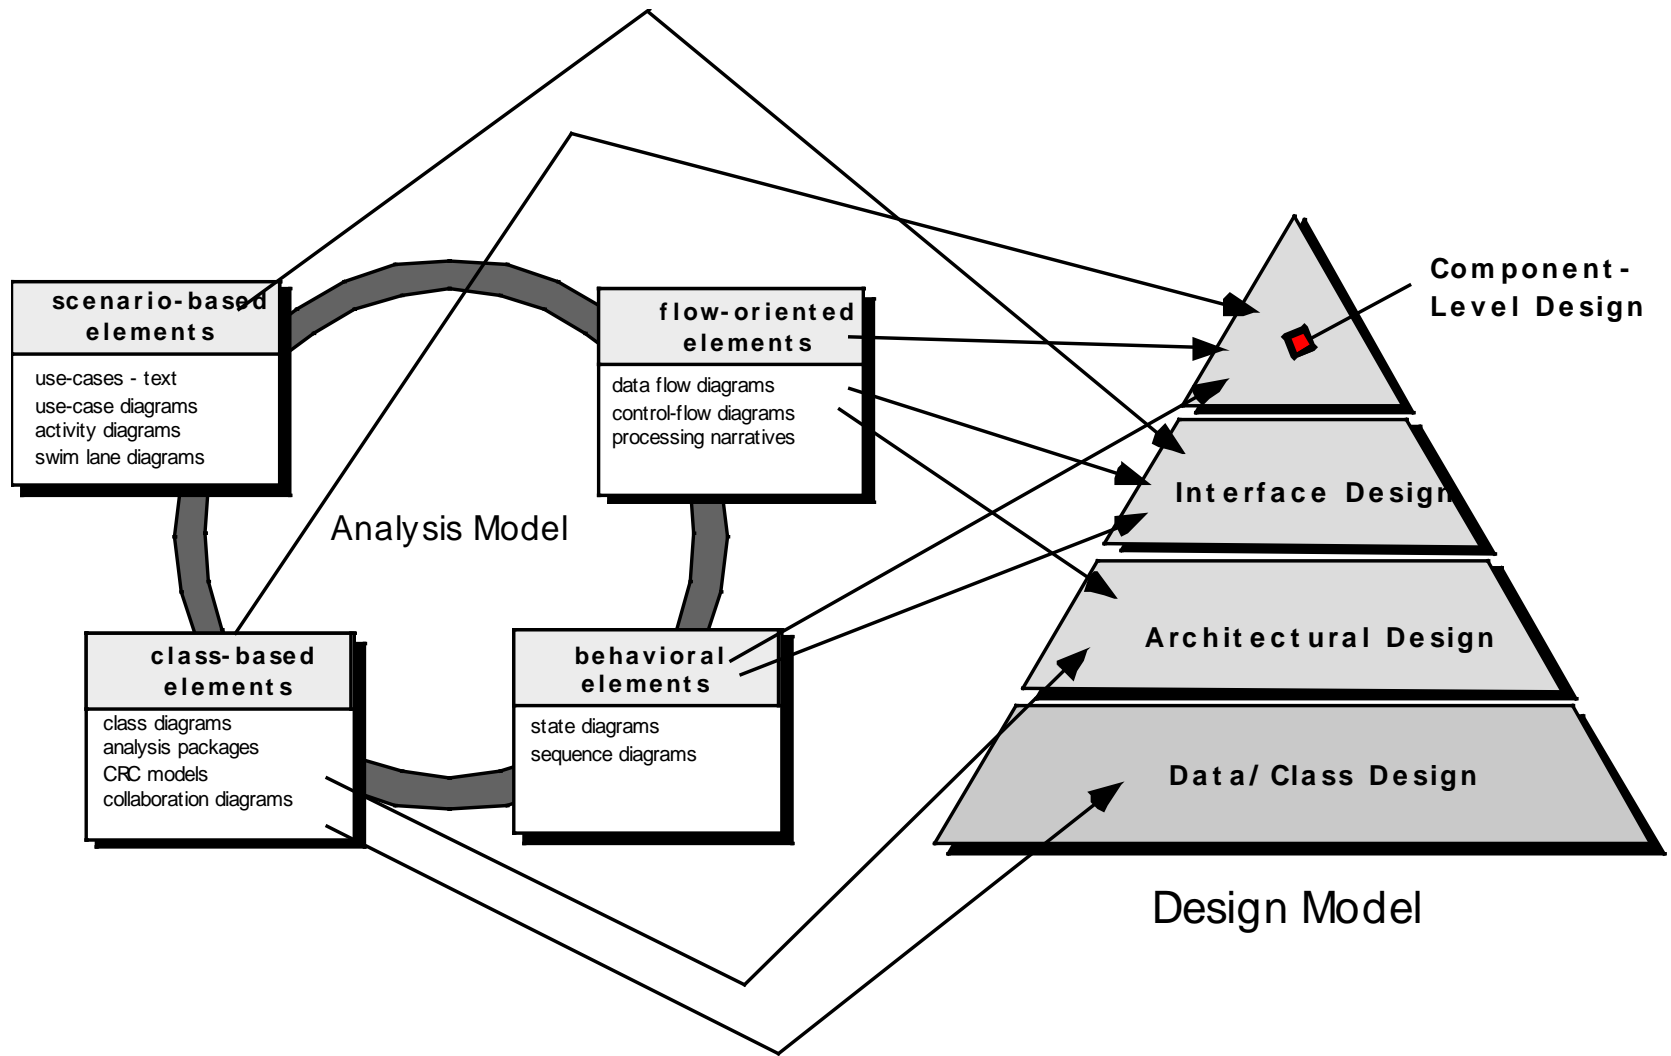 scenario-based
elements
use-cases - text
use-case diagrams
activity diagrams
swim lane diagrams
flow-oriented
elements
data flow diagrams
control-flow diagrams
processing narratives
Analysis Model
class-based
elements
class diagrams
analysis packages
CRC models
collaboration diagrams
behavioral
elements
state diagrams
sequence diagrams
Component-
Level Design
Interface Design
Architectural Design
Data/ Class Design
Design Model